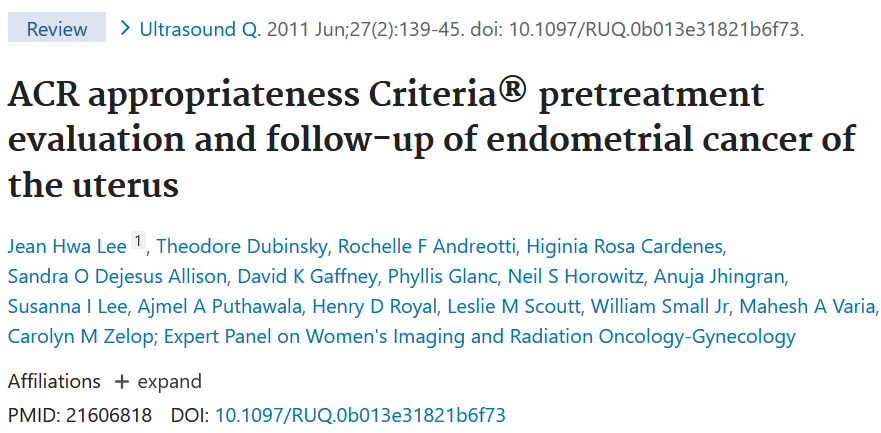 Review > Ultrasound Q. 2011 Jun;27(2):139-45. doi: 10.1097/RUQ.0b013e31821b6f73.
ACR appropriateness Criteria® pretreatment
evaluation and follow-up of endometrial cancer of
the uterus
Jean Hwa Lee 1, Theodore Dubinsky, Rochelle F Andreotti, Higinia Rosa Cardenes,
Sandra O Dejesus Allison, David K Gaffney, Phyllis Glanc, Neil S Horowitz, Anuja Jhingran,
Susanna I Lee, Ajmel A Puthawala, Henry D Royal, Leslie M Scoutt, William Small Jr, Mahesh A Varia,
Carolyn M Zelop; Expert Panel on Women's Imaging and Radiation Oncology-Gynecology
Affiliations + expand
PMID: 21606818 DOI: 10.1097/RUQ.0b013e31821b6f73